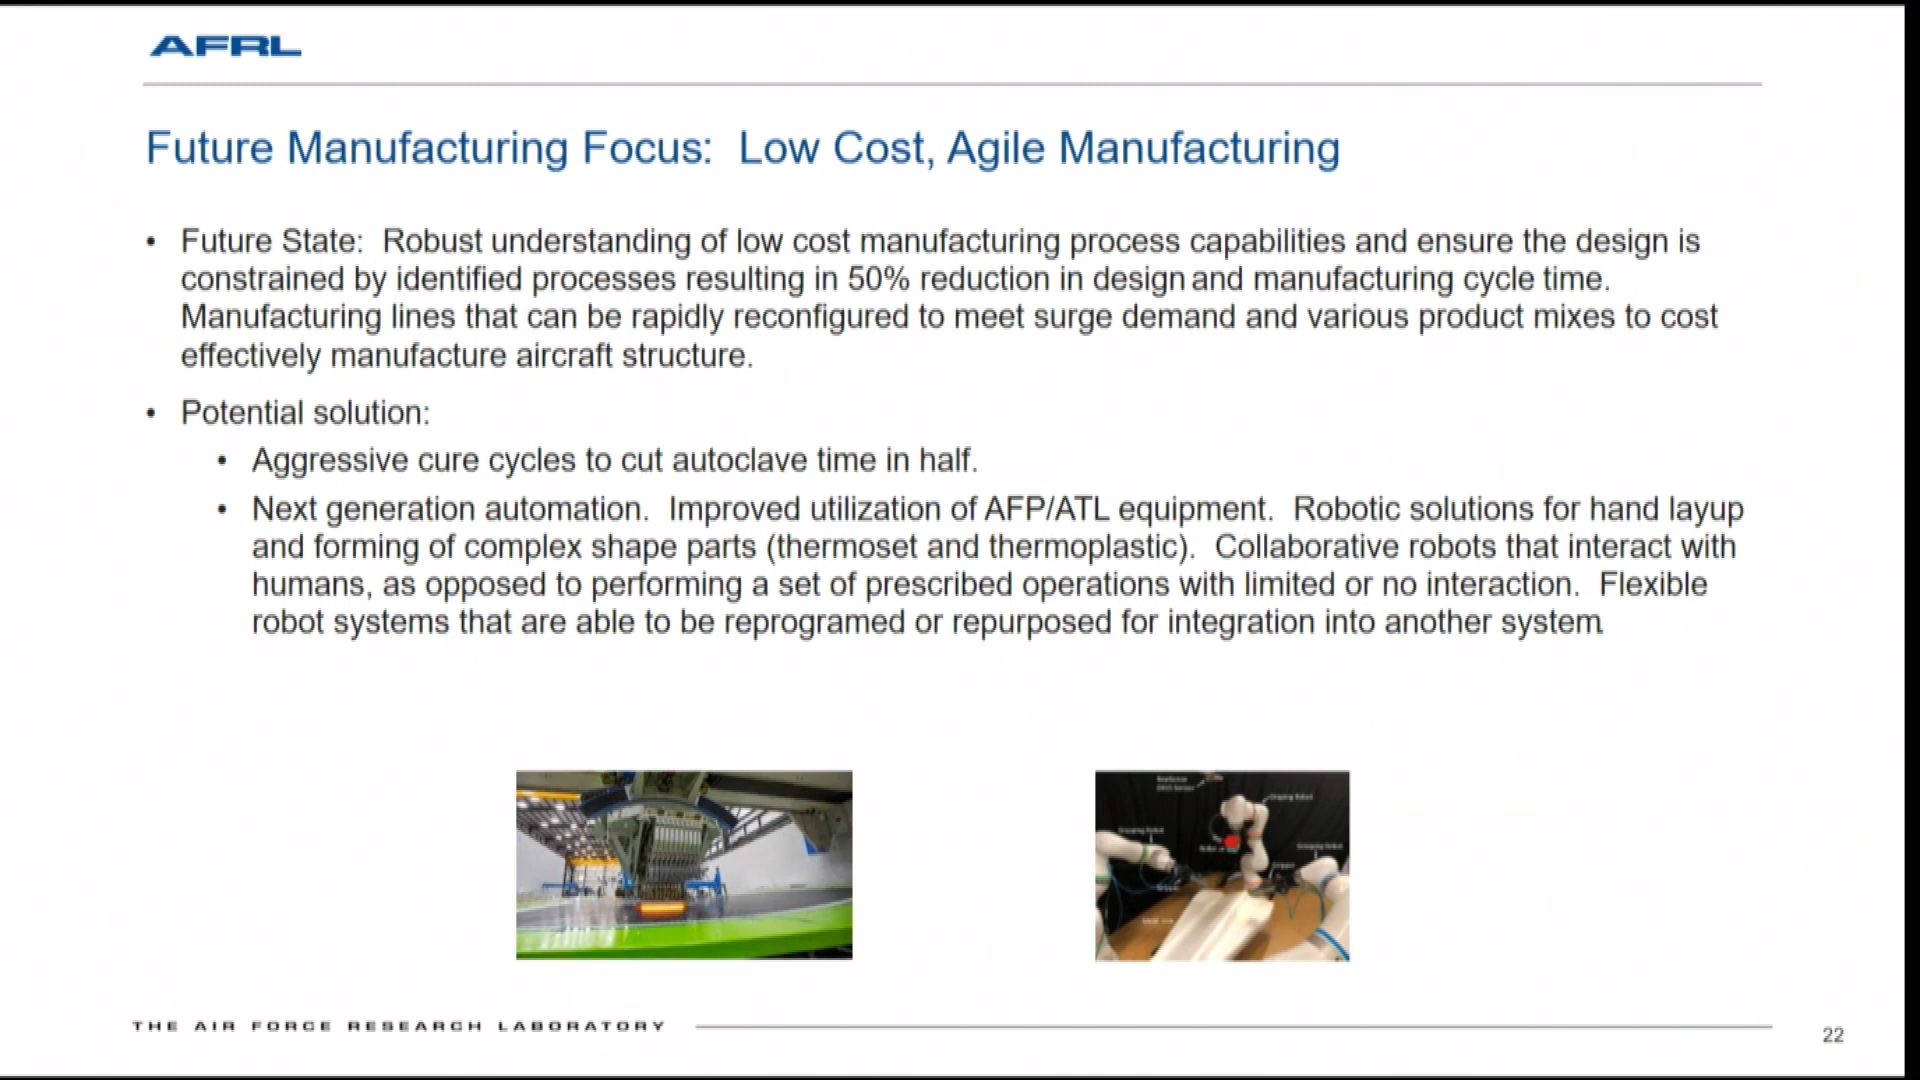 AFRL
Future Manufacturing Focus: Low Cost, Agile Manufacturing
• Future State: Robust understanding of low cost manufacturing process capabilities and ensure the design is
constrained by identified processes resulting in 50% reduction in design and manufacturing cycle time.
Manufacturing lines that can be rapidly reconfigured to meet surge demand and various product mixes to cost
effectively manufacture aircraft structure.
• Potential solution:
• Aggressive cure cycles to cut autoclave time in half.
• Next generation automation. Improved utilization of AFP/ATL equipment. Robotic solutions for hand layup
and forming of complex shape parts (thermoset and thermoplastic). Collaborative robots that interact with
humans, as opposed to performing a set of prescribed operations with limited or no interaction. Flexible
robot systems that are able to be reprogramed or repurposed for integration into another system.
Draping Robot
Grasping Robot
Grasping Robot
THE AIR FORCE RESEARCH LABORATORY
22